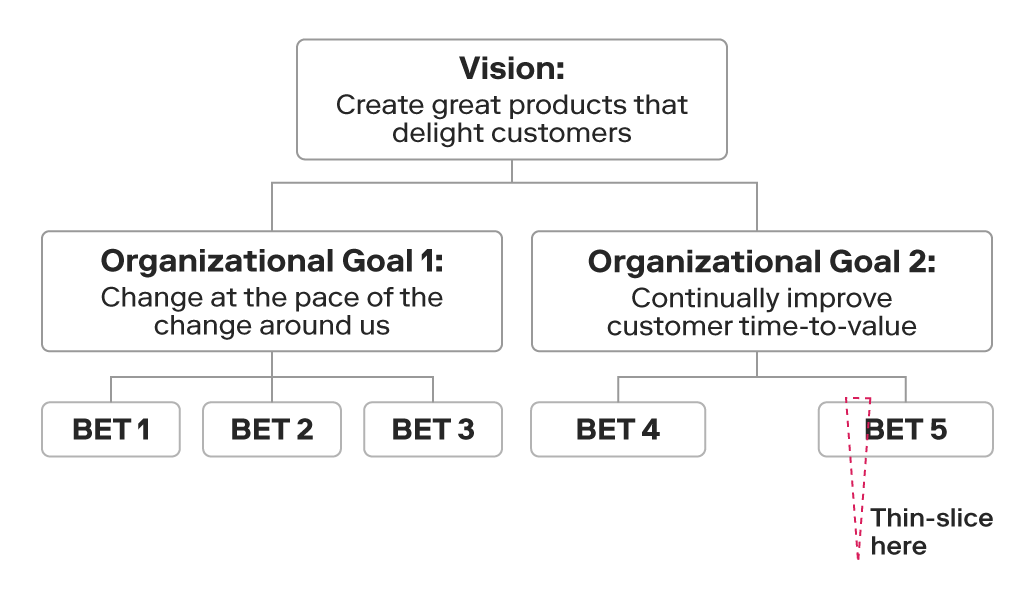 Vision:
Create great products that
delight customers
Organizational Goal 1:
Change at the pace of the
change around us
Organizational Goal 2:
Continually improve
customer time-to-value
BET 1
BET 2
BET 3
BET 4
BET 5
Thin-slice
here